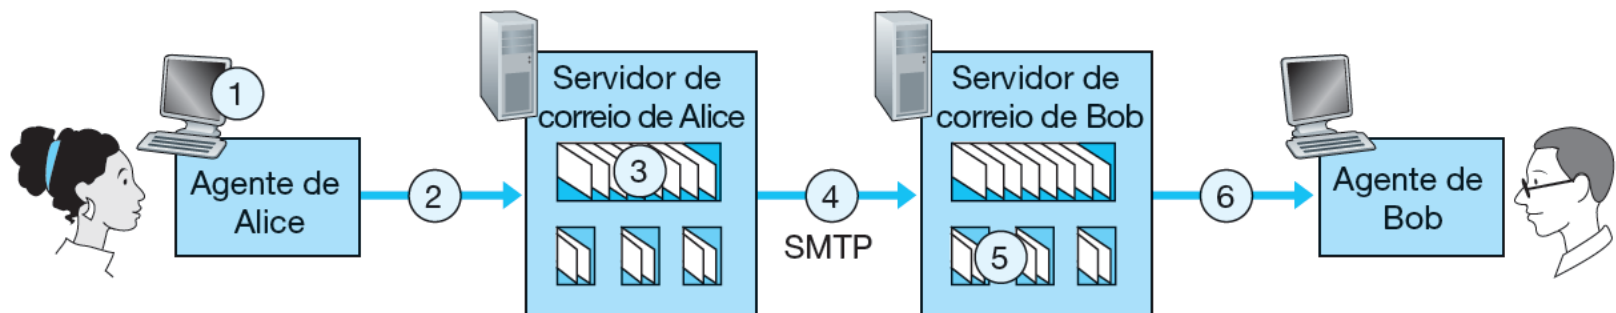 1
Agente de
Alice
2
Servidor de
correio de Alice
3
4
SMTP
Servidor de
correio de Bob
5
6
Agente de
Bob